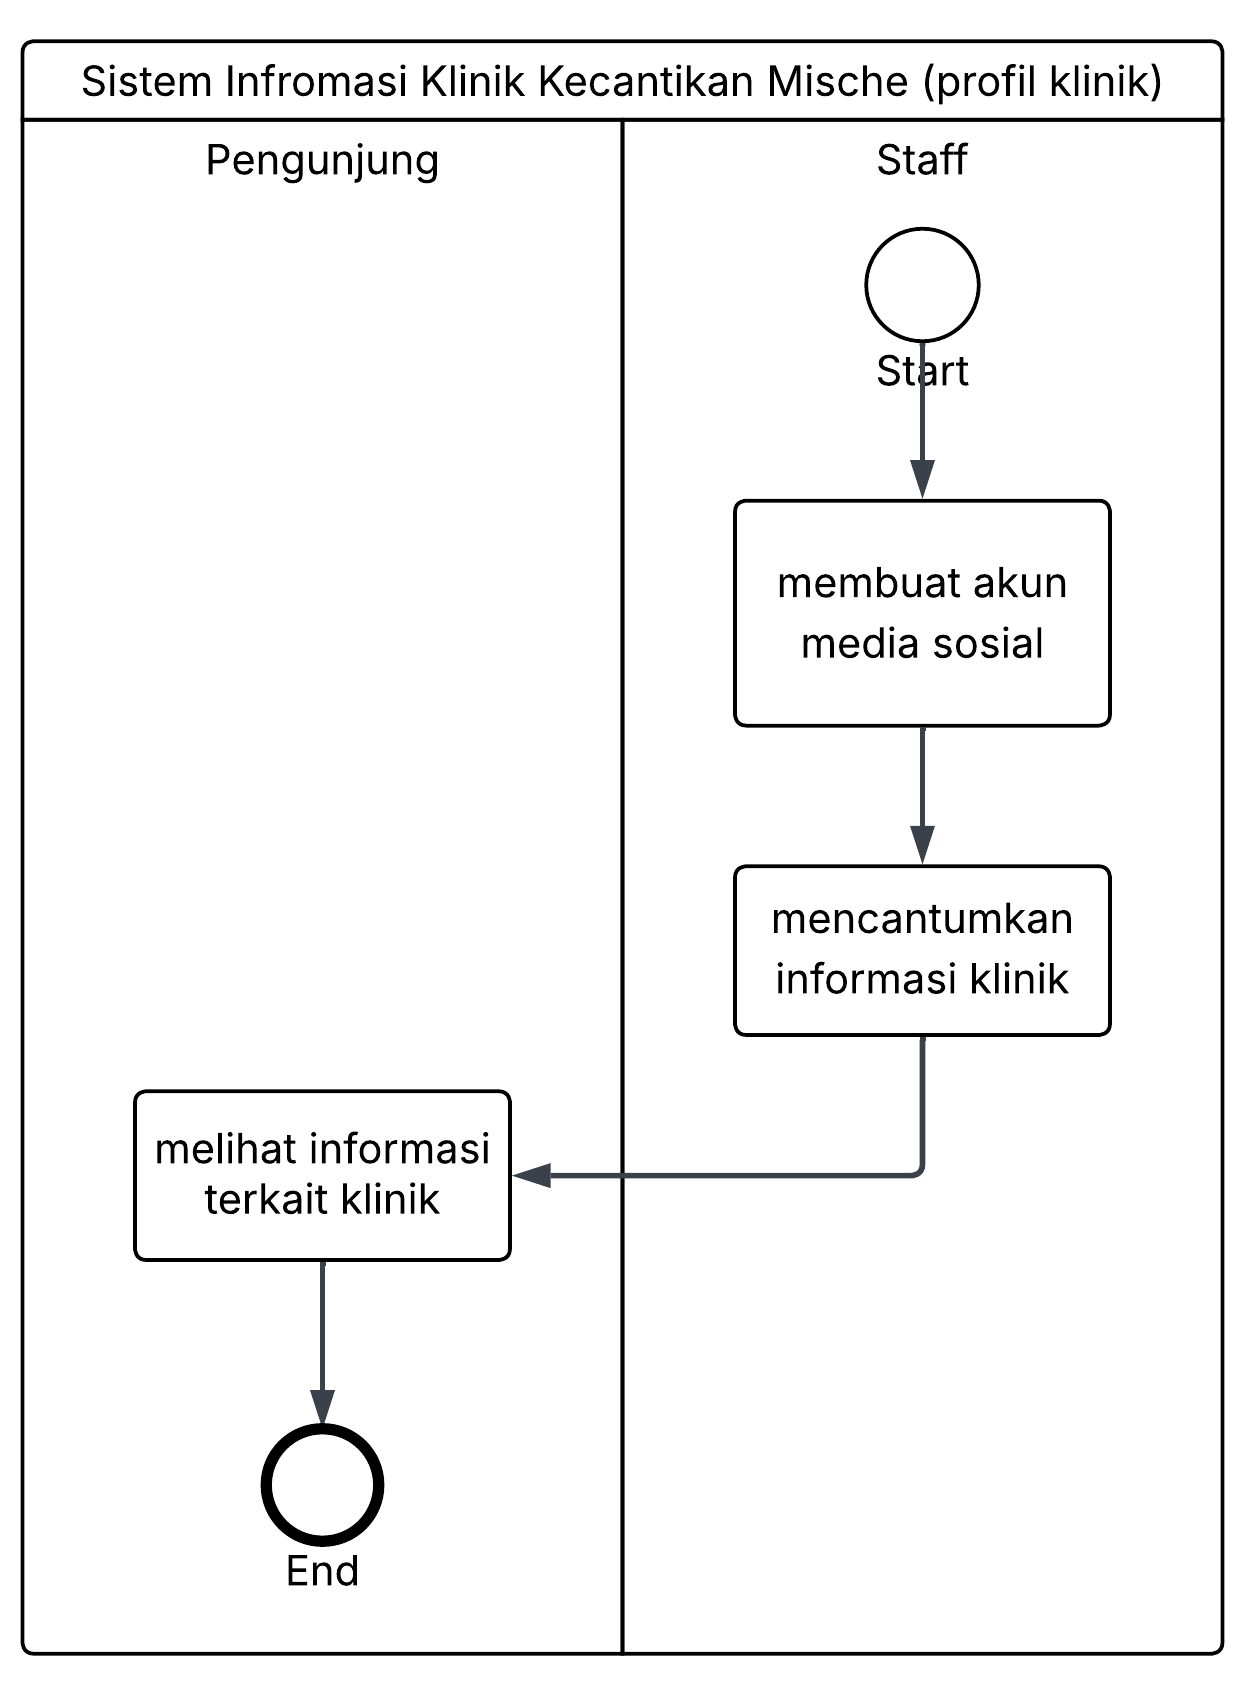 Sistem Infromasi Klinik Kecantikan Mische (profil klinik)
Pengunjung
Staff
Start
membuat akun
media sosial
mencantumkan
informasi klinik
melihat informasi
terkait klinik
End